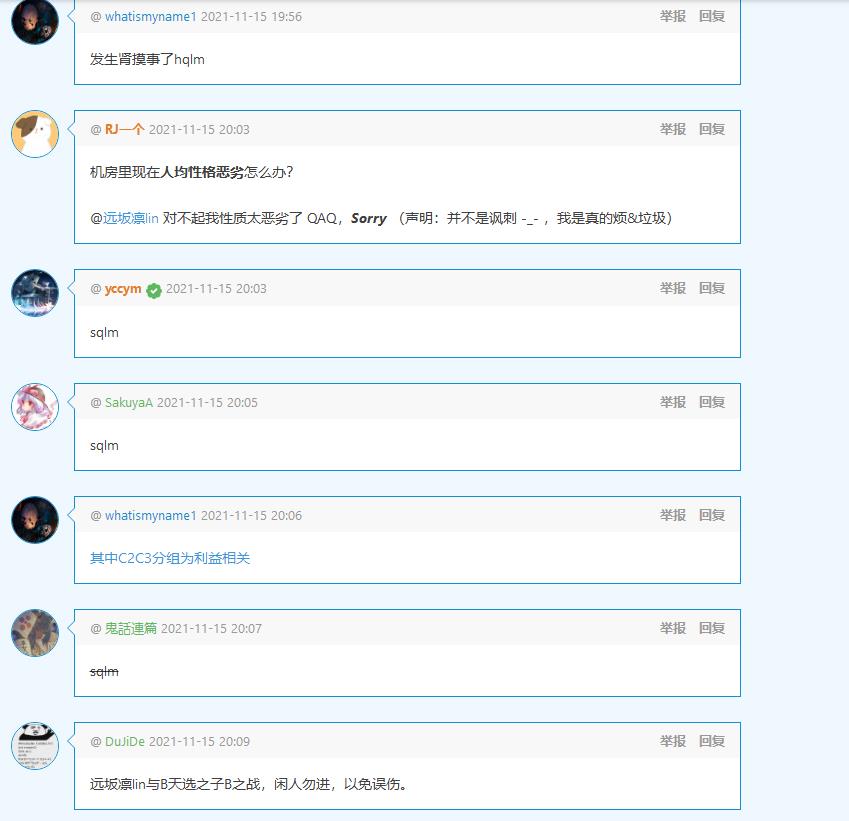 @ whatismyname1 2021-11-15 19:56 举报 回复
发生肾摸事了hqlm
@ RJ一个 2021-11-15 20:03 举报 回复
机房里现在人均性格恶劣怎么办？
@远坂凛lin 对不起我性质太恶劣了 QAQ，Sorry （声明：并不是讽刺 -_- ，我是真的烦&垃圾）
@ yccym 2021-11-15 20:03 举报 回复
sqlm
@ SakuyaA 2021-11-15 20:05 举报 回复
sqlm
@ whatismyname1 2021-11-15 20:06 举报 回复
其中C2C3分组为利益相关
@ 鬼話連篇 2021-11-15 20:07 举报 回复
sqlm
@ DuJiDe 2021-11-15 20:09 举报 回复
远坂凛lin与B天选之子B之战，闲人勿进，以免误伤。